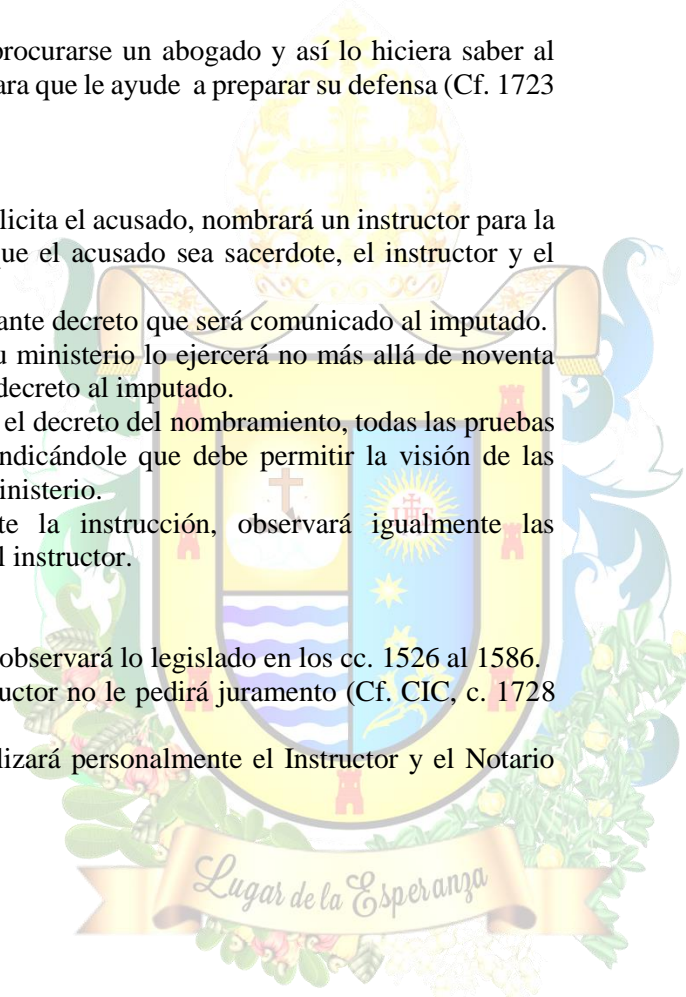 procurarse un abogado y así lo hiciera saber al
ara que le ayude a preparar su defensa (Cf. 1723
licita el acusado, nombrará un instructor para la
que el acusado sea sacerdote, el instructor y el
ante decreto que será comunicado al imputado.
u ministerio lo ejercerá no más allá de noventa
decreto al imputado.
el decreto del nombramiento, todas las pruebas
ndicándole que debe permitir la visión de las
inisterio.
te la instrucción, observará igualmente las
l instructor.
observará lo legislado en los cc. 1526 al 1586.
uctor no le pedirá juramento (Cf. CIC, c. 1728
lizará personalmente el Instructor y el Notario
IHS
Lugar de la Esperanza